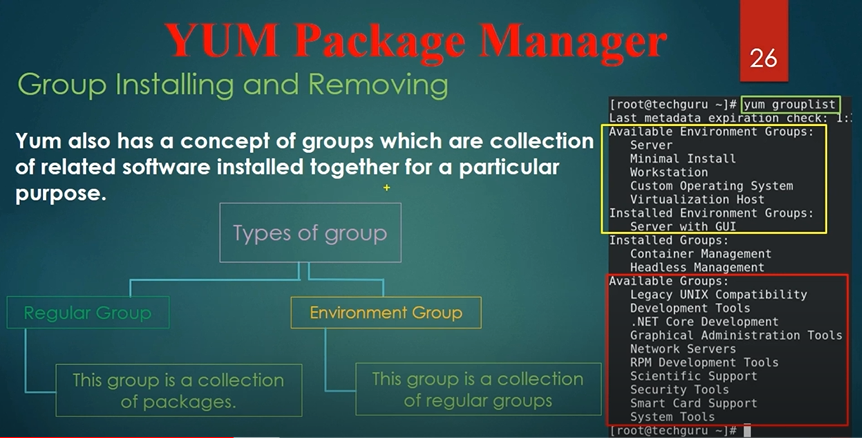 YUM Package Manager
26
Group Installing and Removing
Yum also has a concept of groups which are collection
of related software installed together for a particular
purpose.
Types of group
Regular Group
Environment Group
This group is a collection
of packages.
This group is a collection
of regular groups
[root@techguru ~]# yum grouplist
Last metadata expiration check:
Available Environment Groups:
Server
Minimal Install
Workstation
Custom Operating System
Virtualization Host
Installed Environment Groups:
Server with GUI
Installed Groups:
Container Management
Headless Management
Available Groups:
Legacy UNIX Compatibility
Development Tools
.NET Core Development
Graphical Administration Tools
Network Servers
RPM Development Tools
Scientific Support
Security Tools
Smart Card Support
System Tools
[root@techguru ~]#